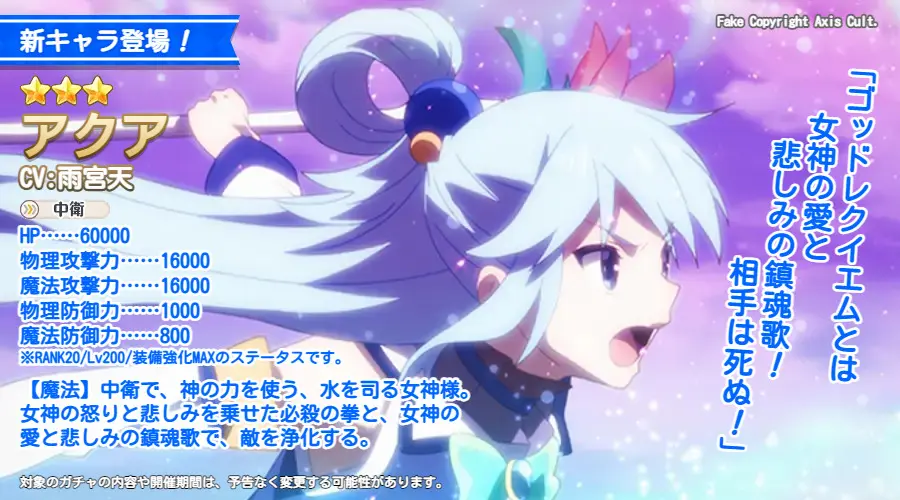 Fake Copyright Axis Cult.
新キャラ登場！
アクア
CV:雨宮天
中衛
HP……60000
物理攻撃力……16000
魔法攻撃力……16000
物理防御力……1000
魔法防御力……800
※RANK20/Lv200/装備強化MAXのステータスです。
【魔法】中衛で、神の力を使う、水を司る女神様。
女神の怒りと悲しみを乗せた必殺の拳と、女神の
愛と悲しみの鎮魂歌で、敵を浄化する。
「ゴッドレクイエムとは
女神の愛と
悲しみの鎮魂歌！
相手は死ぬ！」
対象のガチャの内容や開催期間は、予告なく変更する可能性があります。